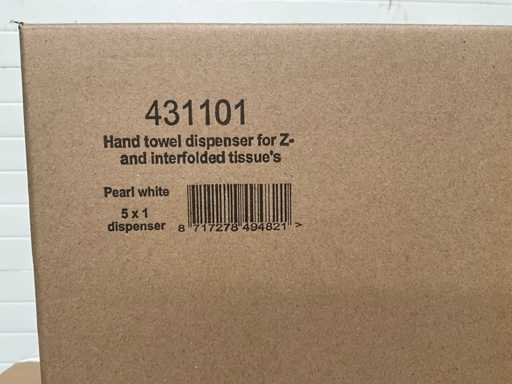 431101
Hand towel dispenser for Z-
and interfolded tissue's
Pearl white
5 x 1
dispenser
8 717278 494821 >